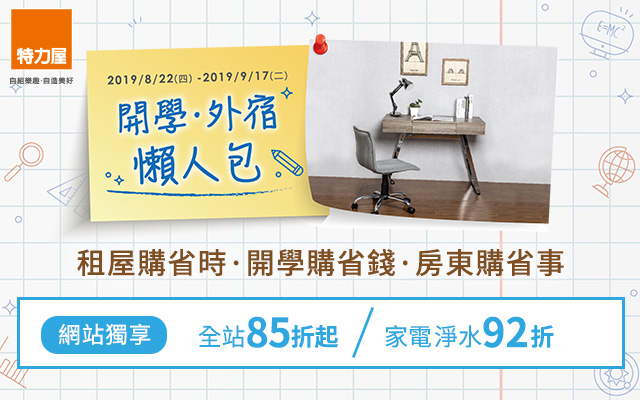 特力屋
自組樂趣·自造美好
2019/8/22(四) -2019/9/17(二)
開學·外宿
懶人包
E=MC²
租屋購省時·開學購省錢·房東購省事
網站獨享
全站85折起 / 家電淨水92折